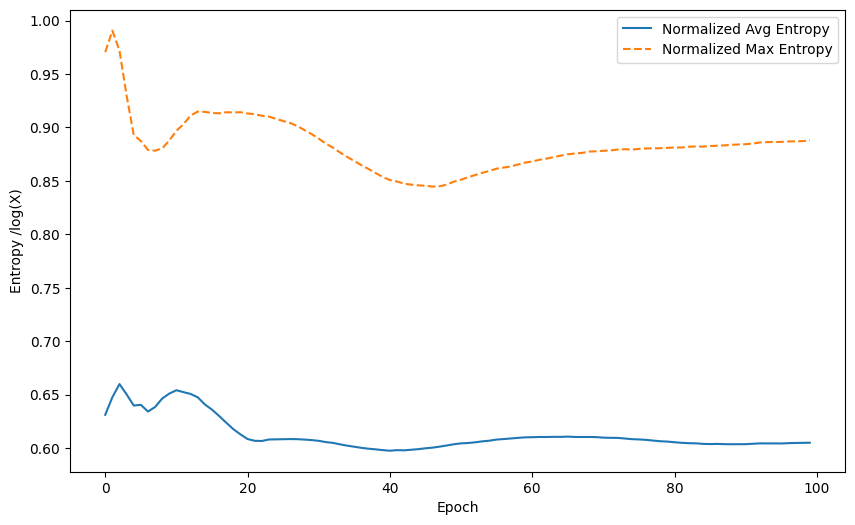 Normalized Avg Entropy
Normalized Max Entropy
1.00
0.95
0.90
0.85
0.80
0.75
0.70
0.65
0.60
Entropy /log(X)
0 20 40 60 80 100
Epoch